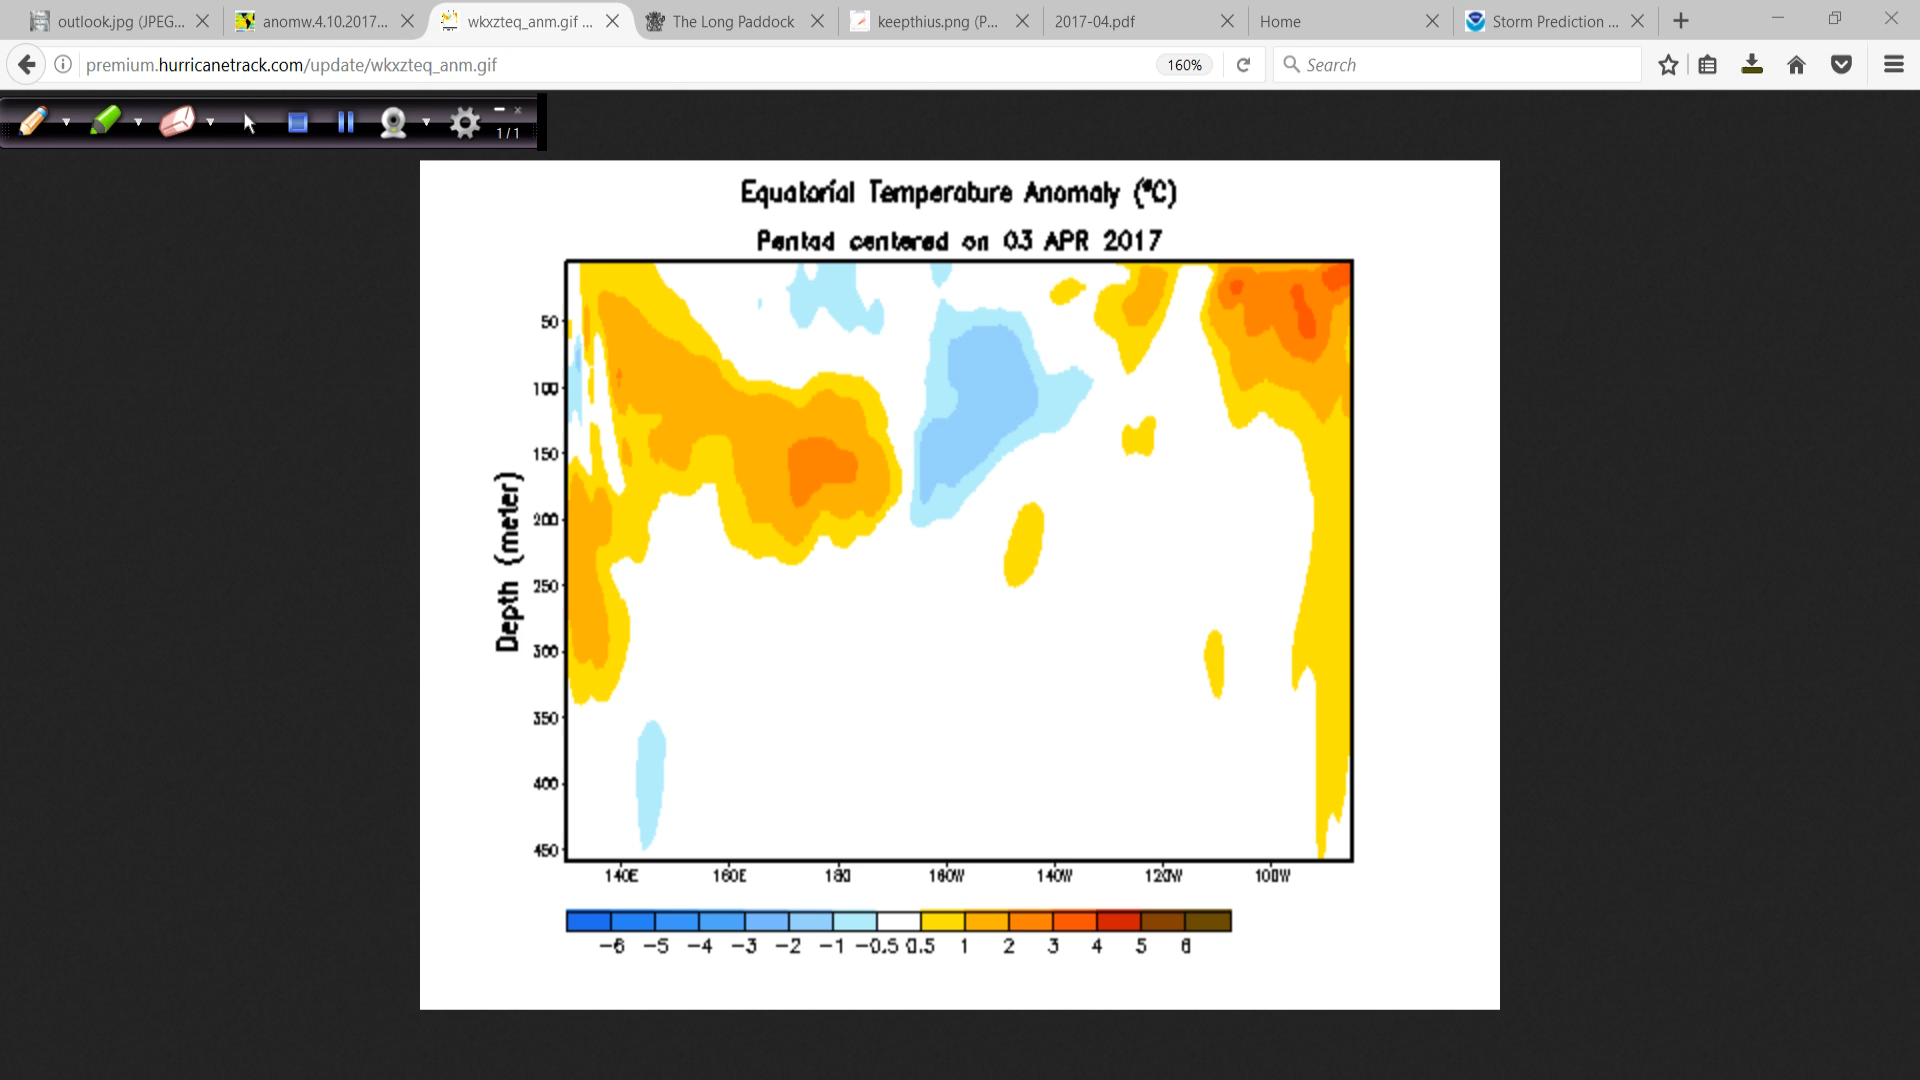 outlook.jpg (JPEG...
anomw.4.10.2017...
wkxzteq_anm.gif ...
The Long Paddock
keepthius.png (P...
2017-04.pdf
Home
Storm Prediction ...
premium.hurricanetrack.com/update/wkxzteq_anm.gif
160%
Search
1/1
Equatorial Temperature Anomaly (°C)
Pentad centered on 03 APR 2017
Depth (meter)
50
100
150
200
250
300
350
400
450
140E 160E 180 160W 140W 120W 100W
-6 -5 -4 -3 -2 -1 -0.5 0.5 1 2 3 4 5 6